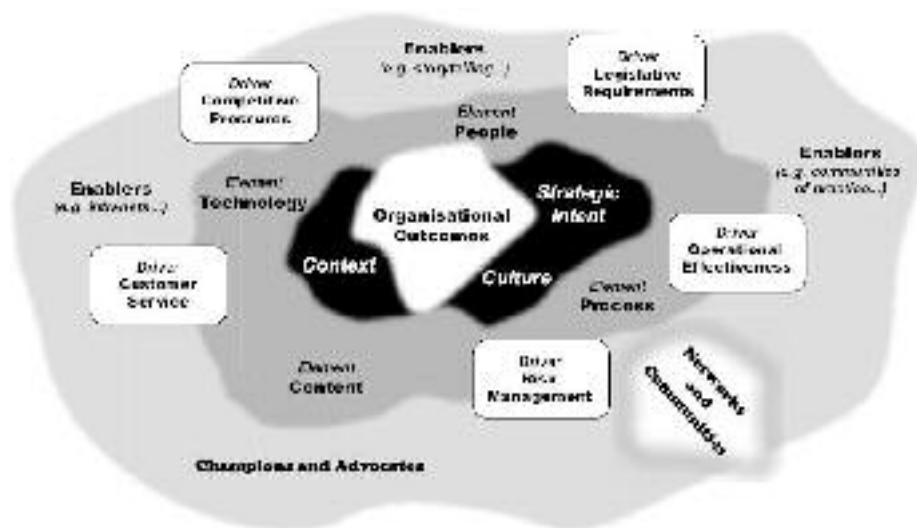 Enablers
(e.g. storytelling...)
Driver
Legislative
Requirements
Driver
Competitive
Pressures
Element
People
Enablers
(e.g. communities
of practice...)
Enablers
(e.g. intranets...)
Element
Technology
Strategic
Intent
Organisational
Outcomes
Driver
Operational
Effectiveness
Context
Culture
Driver
Customer
Service
Element
Process
Element
Content
Driver
Risk
Management
Networks
and
Communities
Champions and Advocates